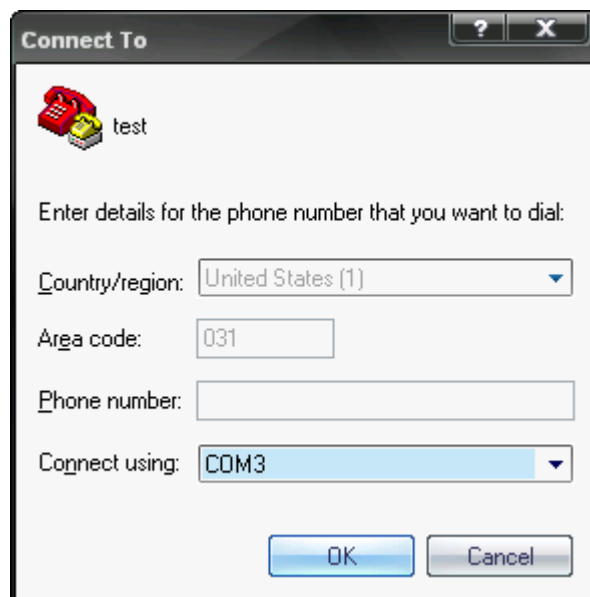 Connect To
? X
test
Enter details for the phone number that you want to dial:
Country/region: United States (1)
Area code: 031
Phone number:
Connect using: COM3
OK Cancel